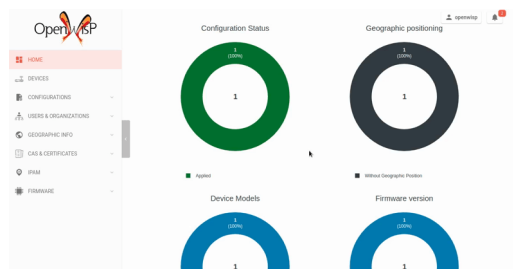 OpenWISP
openwisp
1
HOME
DEVICES
CONFIGURATIONS
USERS & ORGANIZATIONS
GEOGRAPHIC INFO
CAS & CERTIFICATES
IPAM
FIRMWARE
Configuration Status
1
(100%)
1
Applied
Geographic positioning
1
(100%)
1
Without Geographic Position
Device Models
1
(100%)
1
Firmware version
1
(100%)
1